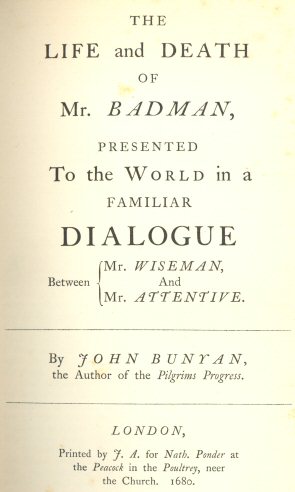 THE
LIFE and DEATH
OF
Mr. BADMAN,
PRESENTED
To the WORLD in a
FAMILIAR
DIALOGUE
Between { Mr. WISEMAN,
And
Mr. ATTENTIVE.
By JOHN BUNYAN,
the Author of the Pilgrims Progress.
LONDON,
Printed by J. A. for Nath. Ponder at
the Peacock in the Poultrey, neer
the Church. 1680.